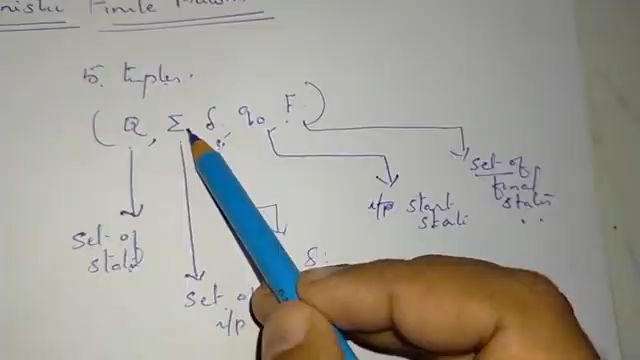 Finite
5 tuples.
( Q, Σ δ, q0, F )
Set of
states
set of
i/p
δ:
i/p start
state
set of
final
states